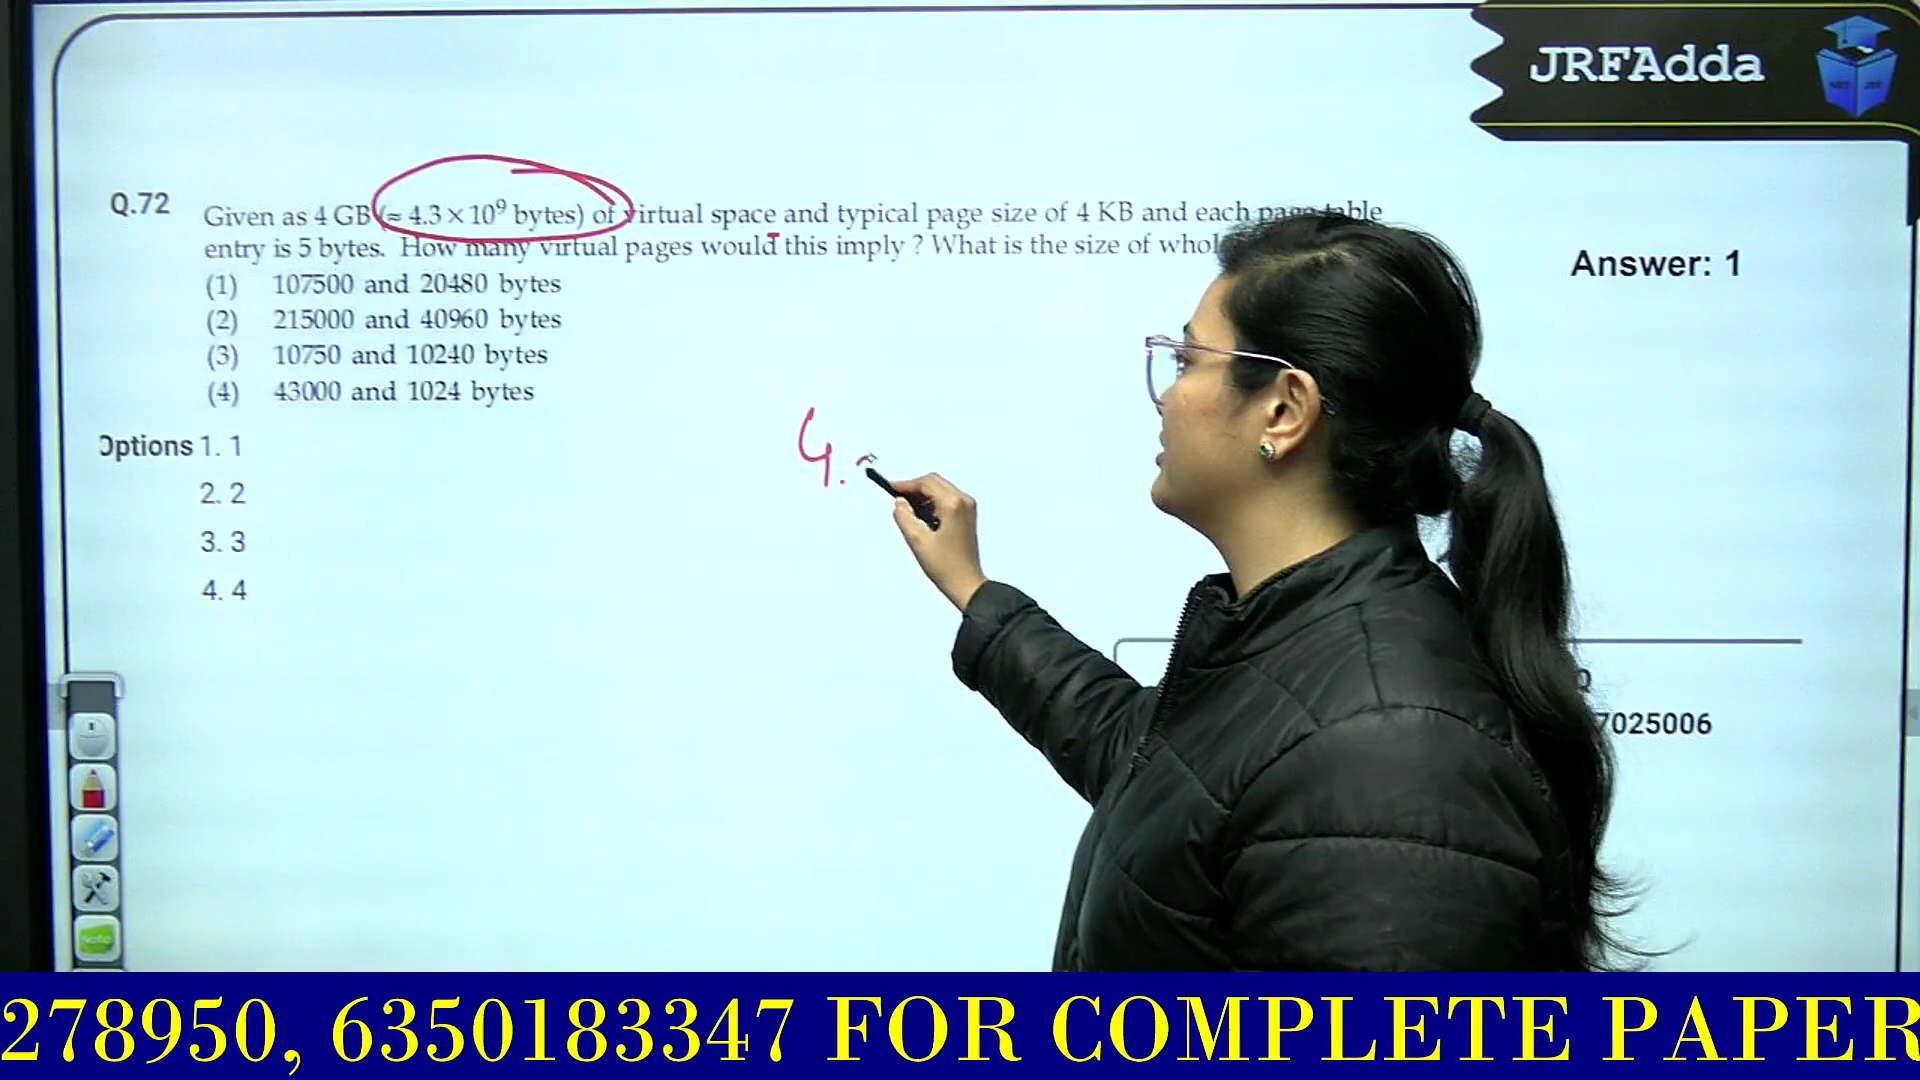 JRFAdda
Q.72 Given as 4 GB (≈ 4.3 × 10⁹ bytes) of virtual space and typical page size of 4 KB and each page table
entry is 5 bytes. How many virtual pages would this imply ? What is the size of whol
(1) 107500 and 20480 bytes
(2) 215000 and 40960 bytes
(3) 10750 and 10240 bytes
(4) 43000 and 1024 bytes
Answer: 1
Options 1. 1
2. 2
3. 3
4. 4
4.
7025006
Note
278950, 6350183347 FOR COMPLETE PAPER